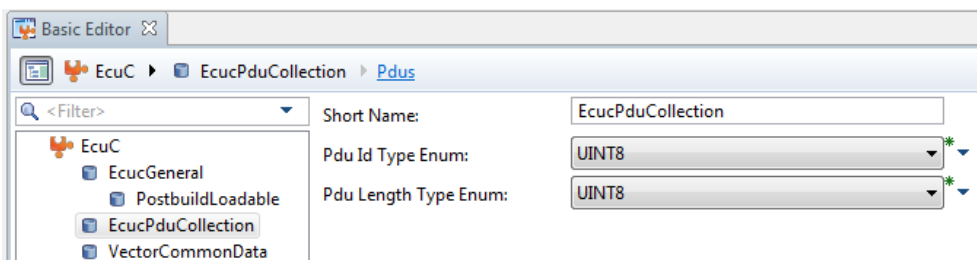 Basic Editor
EcuC EcucPduCollection Pdus
<Filter>
Short Name: EcucPduCollection
EcuC
Pdu Id Type Enum: UINT8
EcucGeneral
PostbuildLoadable
Pdu Length Type Enum: UINT8
EcucPduCollection
VectorCommonData